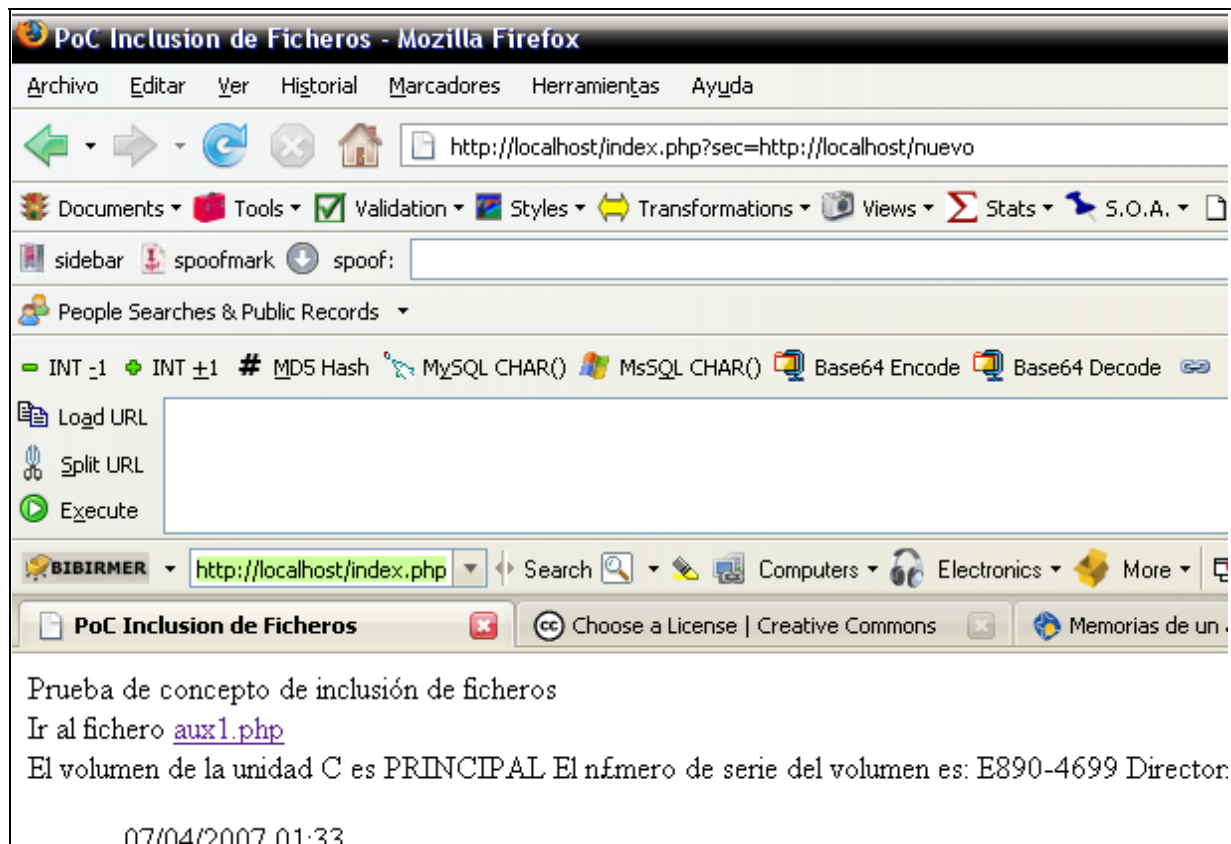 PoC Inclusion de Ficheros - Mozilla Firefox
Archivo Editar Ver Historial Marcadores Herramientas Ayuda
http://localhost/index.php?sec=http://localhost/nuevo
Documents Tools Validation Styles Transformations Views Stats S.O.A.
sidebar spoofmark spoof:
People Searches & Public Records
INT -1 INT +1 # MD5 Hash MySQL CHAR() MsSQL CHAR() Base64 Encode Base64 Decode
Load URL
Split URL
Execute
BIBIRMER http://localhost/index.php Search Computers Electronics More
PoC Inclusion de Ficheros Choose a License | Creative Commons Memorias de un
Prueba de concepto de inclusión de ficheros
Ir al fichero aux1.php
El volumen de la unidad C es PRINCIPAL El n£mero de serie del volumen es: E890-4699 Director
07/04/2007 01:33